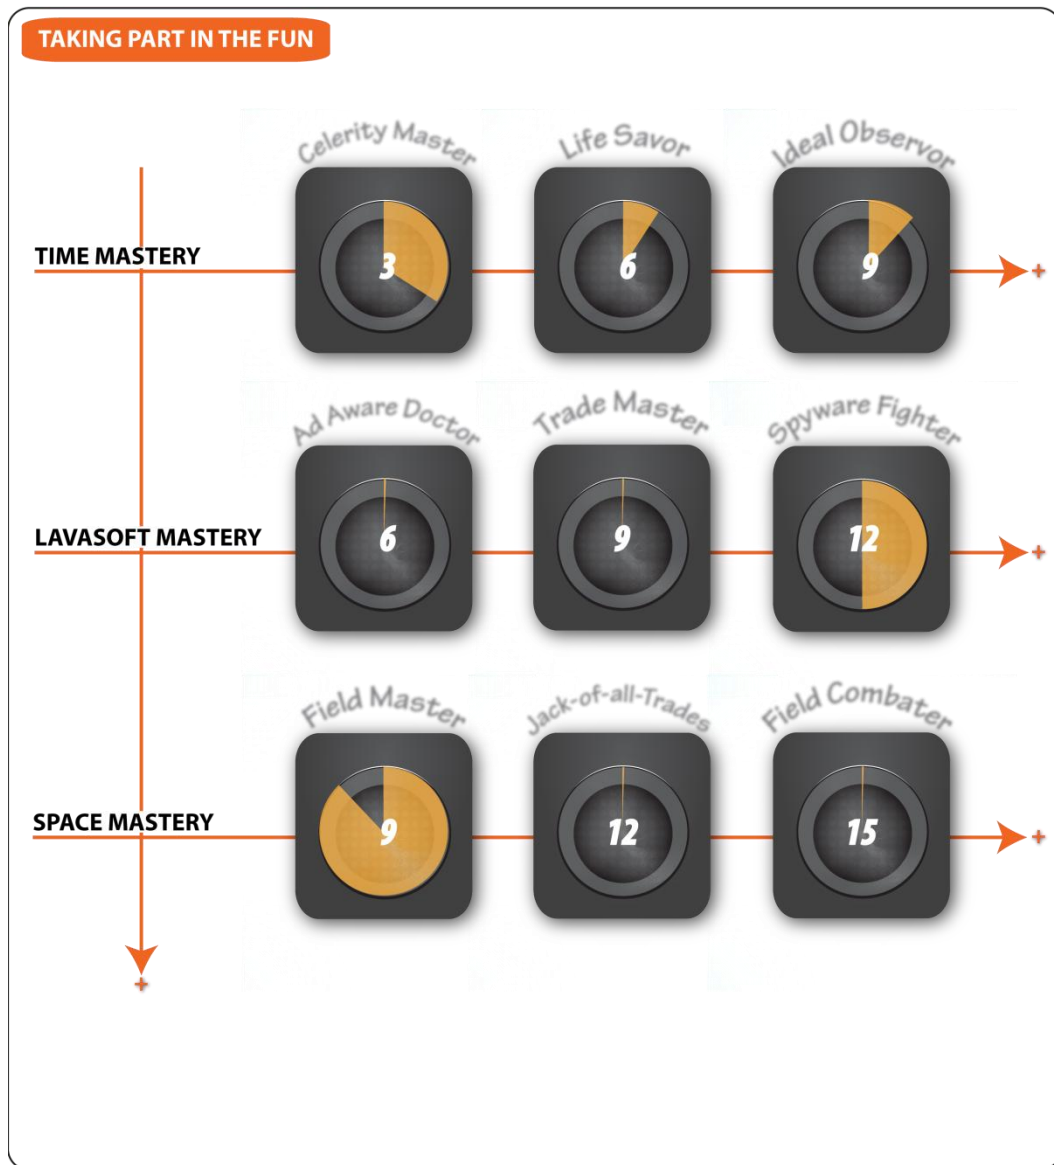 TAKING PART IN THE FUN
Celerity Master
Life Savor
Ideal Observor
TIME MASTERY
3
6
9
+
Ad Aware Doctor
Trade Master
Spyware Fighter
LAVASOFT MASTERY
6
9
12
+
Field Master
Jack-of-all-Trades
Field Combater
SPACE MASTERY
9
12
15
+
+